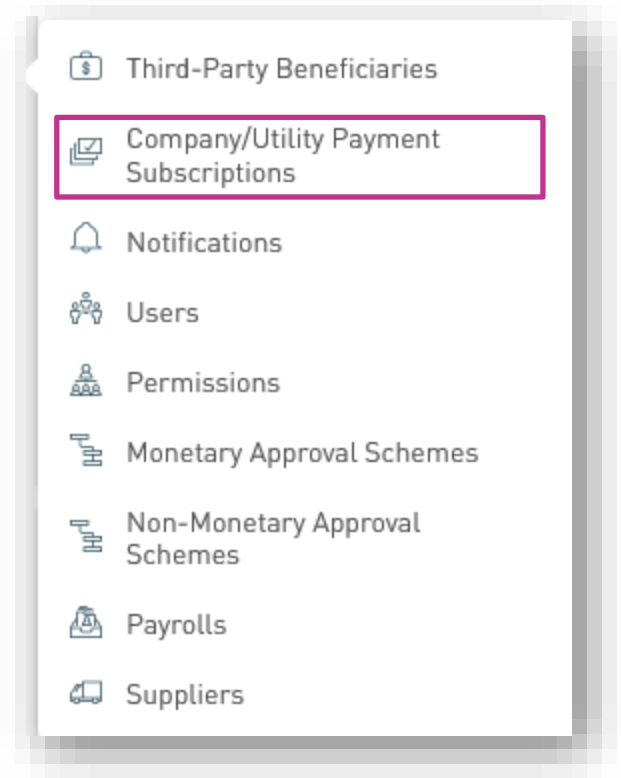 Third-Party Beneficiaries
Company/Utility Payment
Subscriptions
Notifications
Users
Permissions
Monetary Approval Schemes
Non-Monetary Approval
Schemes
Payrolls
Suppliers